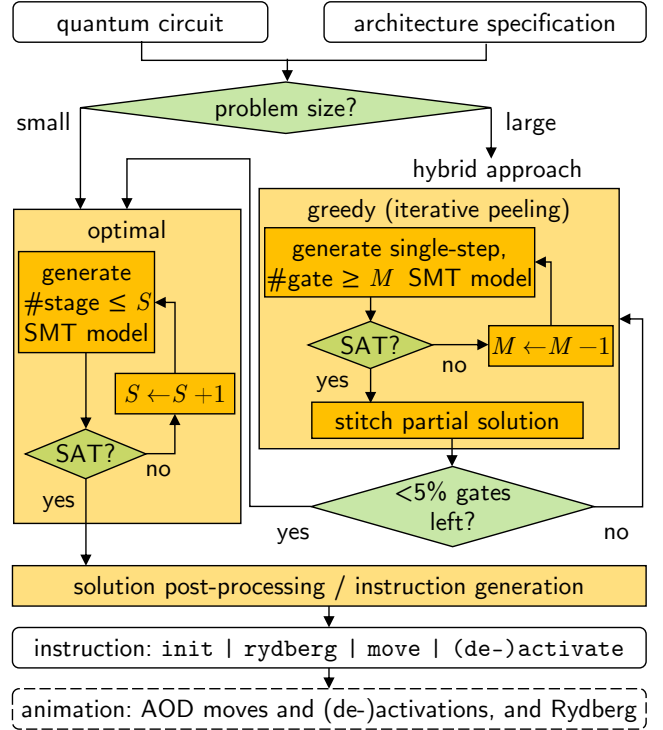 quantum circuit
architecture specification
problem size?
small
large
hybrid approach
greedy (iterative peeling)
generate single-step,
#gate ≥ M SMT model
SAT?
no
M ← M − 1
yes
stitch partial solution
<5% gates
left?
yes
no
optimal
generate
#stage ≤ S
SMT model
S ← S + 1
SAT?
no
yes
solution post-processing / instruction generation
instruction: init | rydberg | move | (de-)activate
animation: AOD moves and (de-)activations, and Rydberg